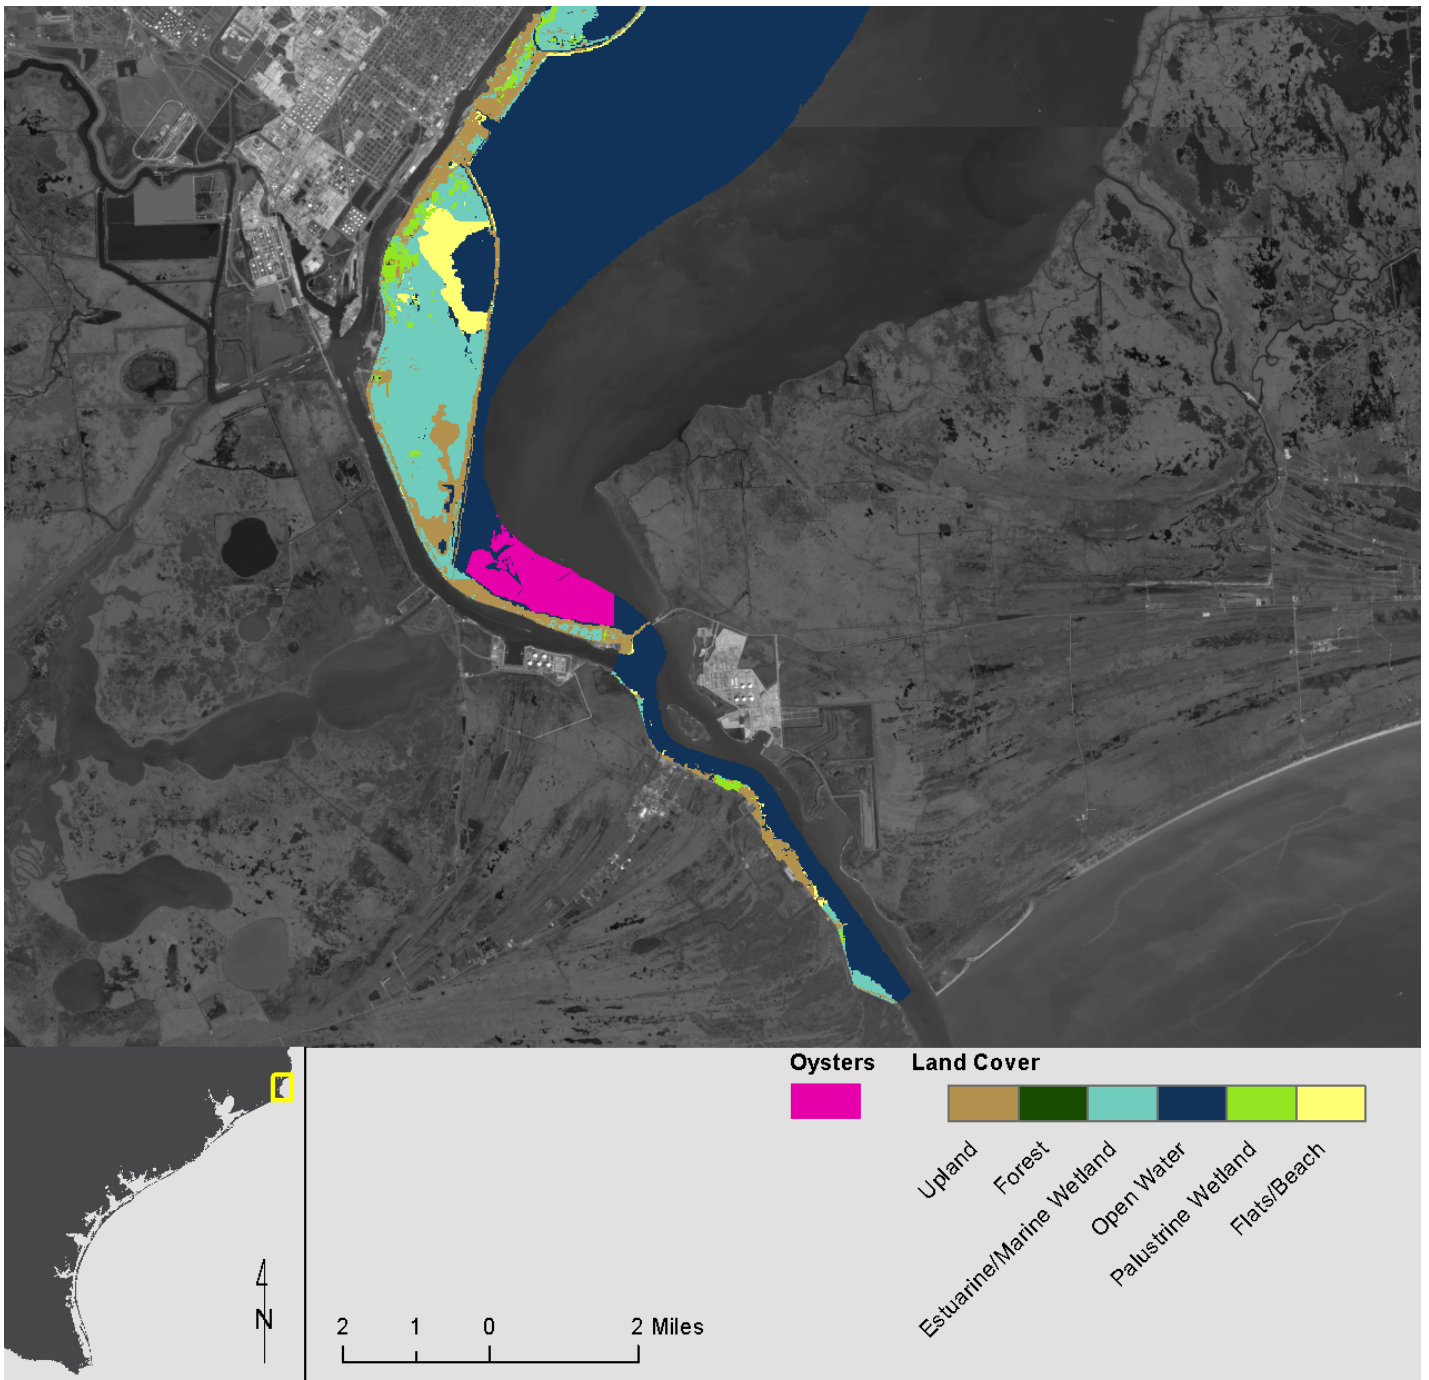 Oysters Land Cover
Upland
Forest
Estuarine/Marine Wetland
Open Water
Palustrine Wetland
Flats/Beach
N
2 1 0 2 Miles